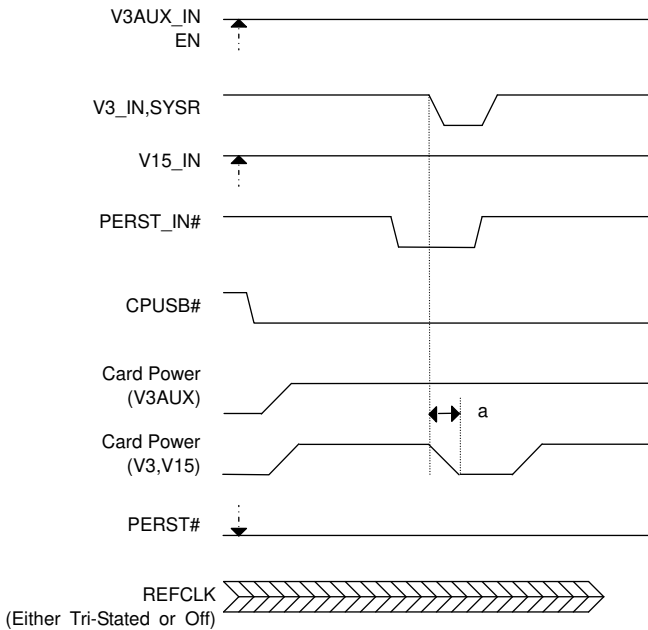 V3AUX_IN
EN
V3_IN,SYSR
V15_IN
PERST_IN#
CPUSB#
Card Power
(V3AUX)
a
Card Power
(V3,V15)
PERST#
REFCLK
(Either Tri-Stated or Off)